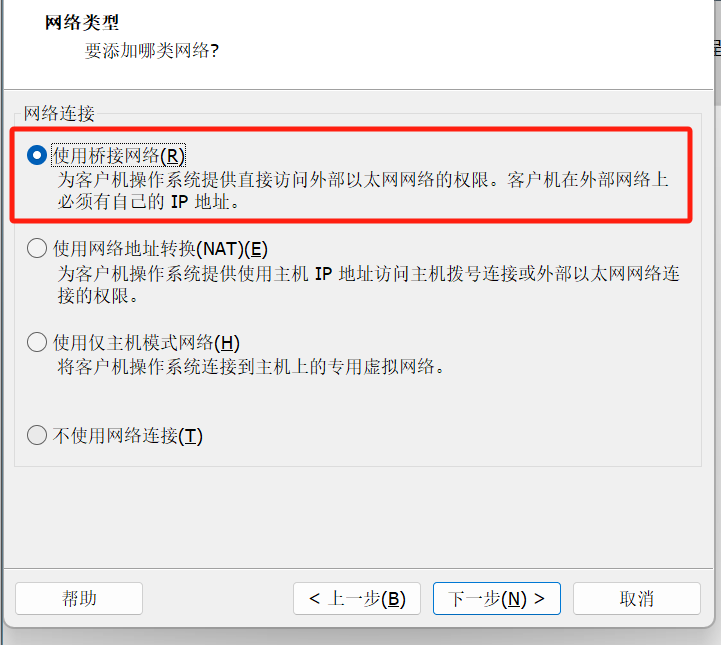 网络类型
要添加哪类网络?
网络连接
使用桥接网络(R)
为客户机操作系统提供直接访问外部以太网网络的权限。客户机在外部网络上
必须有自己的 IP 地址。
使用网络地址转换(NAT)(E)
为客户机操作系统提供使用主机 IP 地址访问主机拨号连接或外部以太网网络连
接的权限。
使用仅主机模式网络(H)
将客户机操作系统连接到主机上的专用虚拟网络。
不使用网络连接(T)
帮助
< 上一步(B)
下一步(N) >
取消